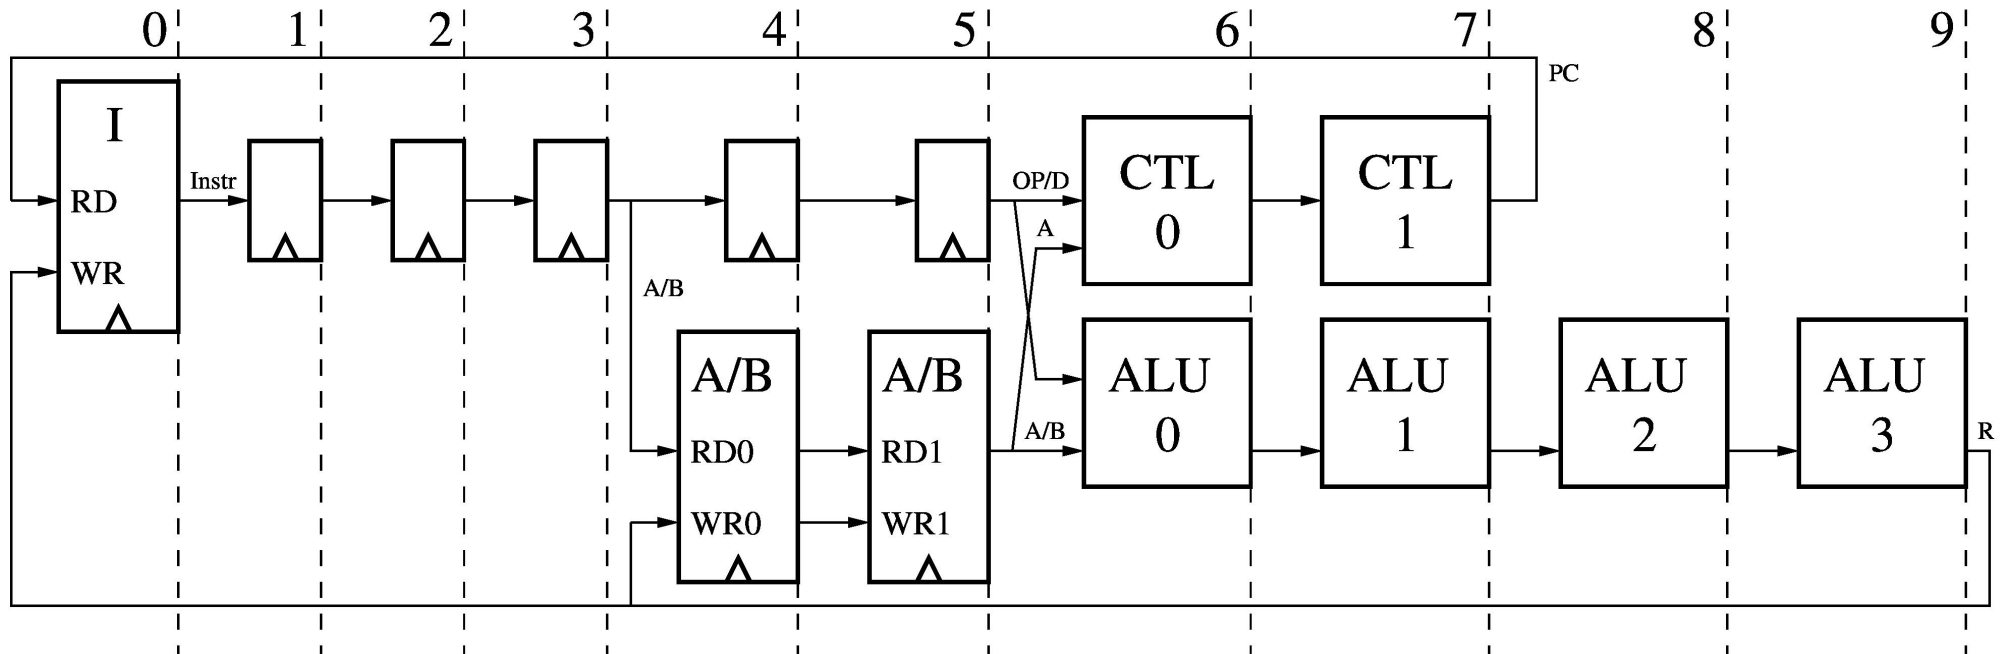 0 1 2 3 4 5 6 7 8 9
PC
I
RD
WR
Instr
OP/D
A
CTL
0
CTL
1
A/B
A/B
RD0
WR0
A/B
RD1
WR1
A/B
ALU
0
ALU
1
ALU
2
ALU
3
R